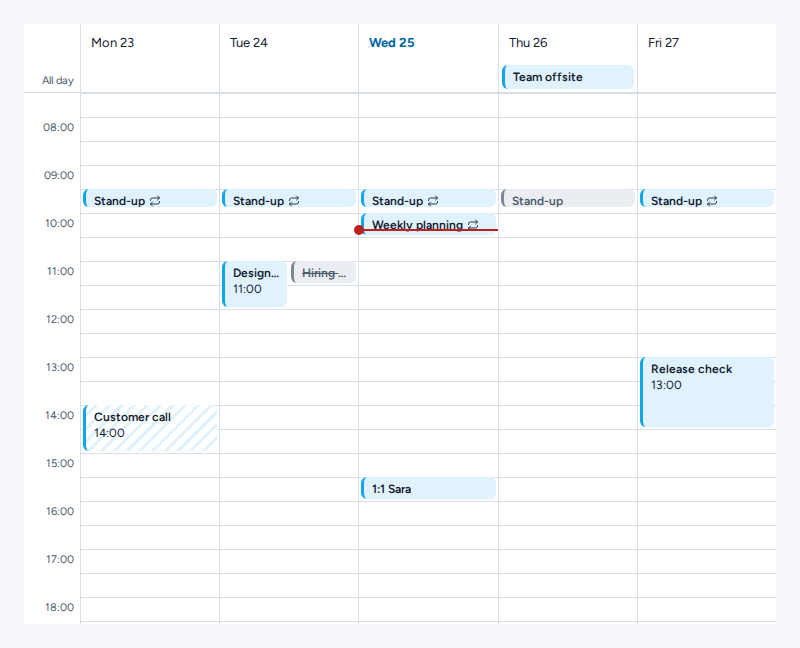 Mon 23 Tue 24 Wed 25 Thu 26 Fri 27
All day Team offsite
08:00
09:00
Stand-up Stand-up Stand-up Stand-up Stand-up
10:00 Weekly planning
11:00 Design... Hiring ...
11:00
12:00
13:00 Release check
13:00
14:00 Customer call
14:00
15:00
1:1 Sara
16:00
17:00
18:00